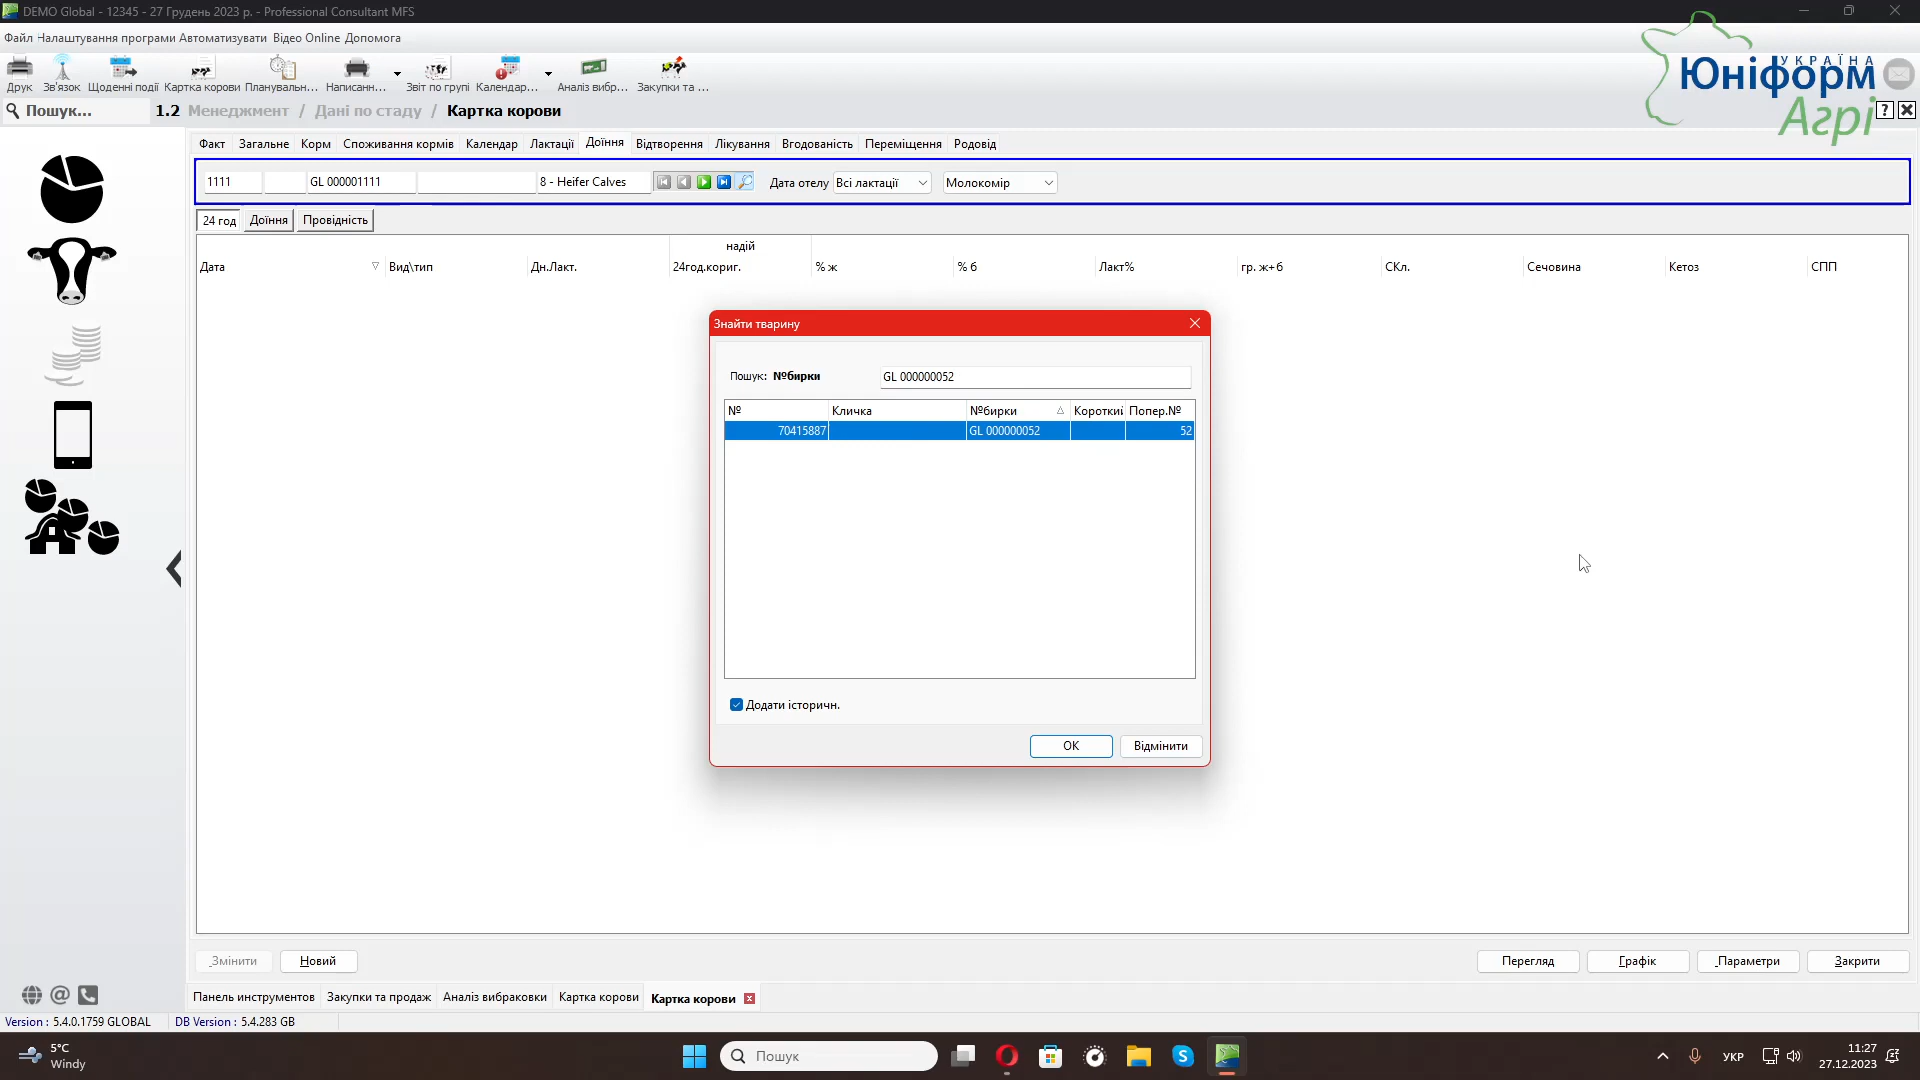 DEMO Global - 12345 - 27 Грудень 2023 р. - Professional Consultant MFS
Файл Налаштування програми Автоматизувати Відео Online Допомога
Друк Зв'язок Щоденні події Картка корови Планувальн... Написанн... Звіт по групі Календар... Аналіз вибр... Закупки та ...
УКРАЇНА
Юніформ
Агрі
Пошук... 1.2 Менеджмент / Дані по стаду / Картка корови
Факт Загальне Корм Споживання кормів Календар Лактації Доїння Відтворення Лікування Вгодованість Переміщення Родовід
1111 GL 000001111 8 - Heifer Calves Дата отелу Всі лактації Молокомір
24 год Доїння Провідність
надій
Дата Вид\тип Дн.Лакт. 24год.кориг. % ж % б Лакт% гр. ж+б СКл. Сечовина Кетоз СПП
Знайти тварину
Пошук: №бирки GL 000000052
№ Кличка №бирки Короткий Попер.№
70415887 GL 000000052 52
Додати історичн.
OK Відмінити
Змінити Новий Перегляд Графік Параметри Закрити
Панель инструментов Закупки та продаж Аналіз вибраковки Картка корови Картка корови
Version : 5.4.0.1759 GLOBAL DB Version : 5.4.283 GB
5°C
Windy
Пошук
УКР
11:27
27.12.2023